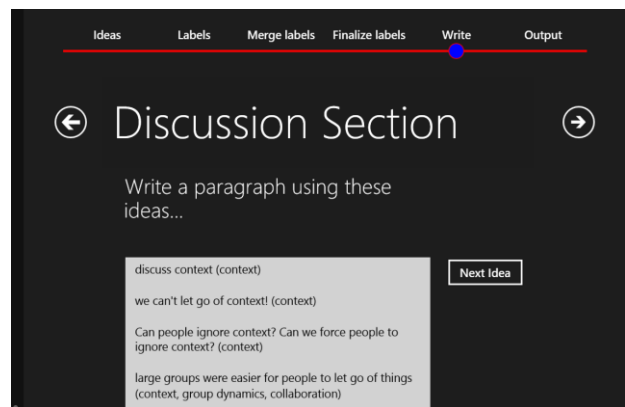 Ideas Labels Merge labels Finalize labels Write Output
Discussion Section
Write a paragraph using these
ideas...
discuss context (context)
Next Idea
we can't let go of context! (context)
Can people ignore context? Can we force people to
ignore context? (context)
large groups were easier for people to let go of things
(context, group dynamics, collaboration)